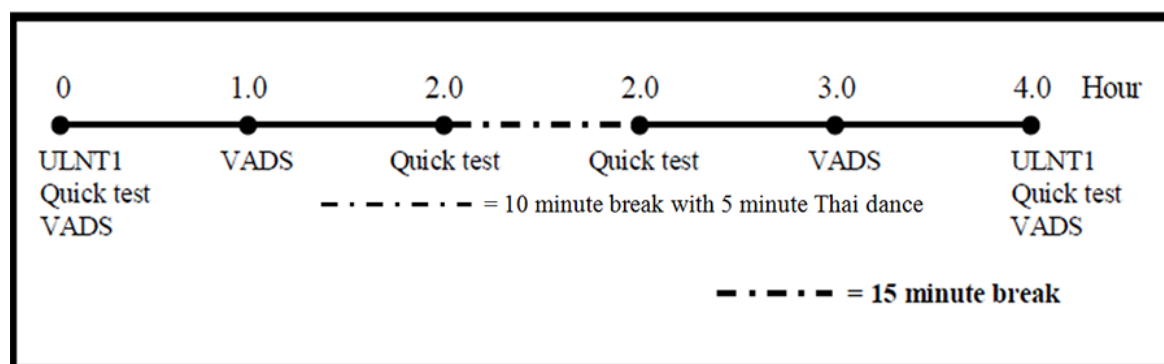 0 1.0 2.0 2.0 3.0 4.0 Hour
ULNT1 VADS Quick test Quick test VADS ULNT1
Quick test Quick test
VADS VADS
= 10 minute break with 5 minute Thai dance
= 15 minute break